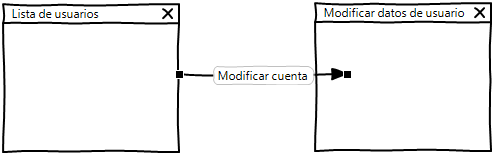 Lista de usuarios
Modificar datos de usuario
Modificar cuenta